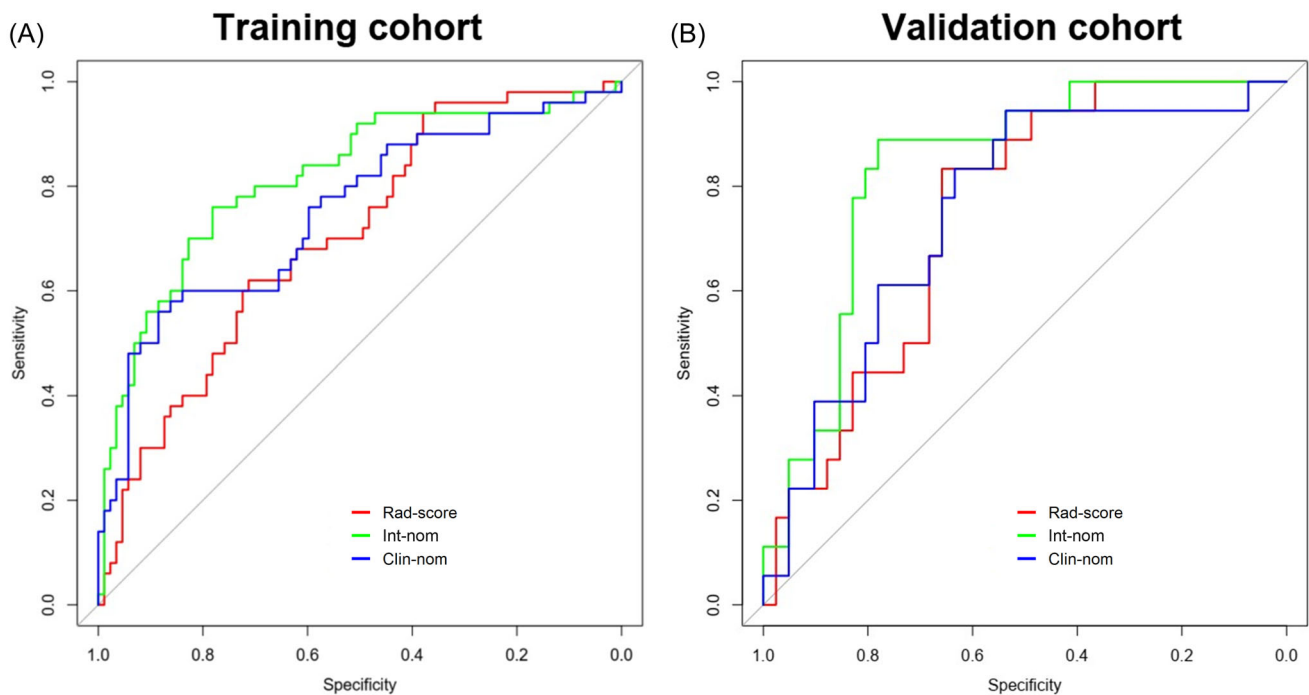 (A)
Training cohort
1.0
0.8
0.6
0.4
0.2
0.0
Sensitivity
Rad-score
Int-nom
Clin-nom
1.0
0.8
0.6
0.4
0.2
0.0
Specificity
(B)
Validation cohort
1.0
0.8
0.6
0.4
0.2
0.0
Sensitivity
Rad-score
Int-nom
Clin-nom
1.0
0.8
0.6
0.4
0.2
0.0
Specificity